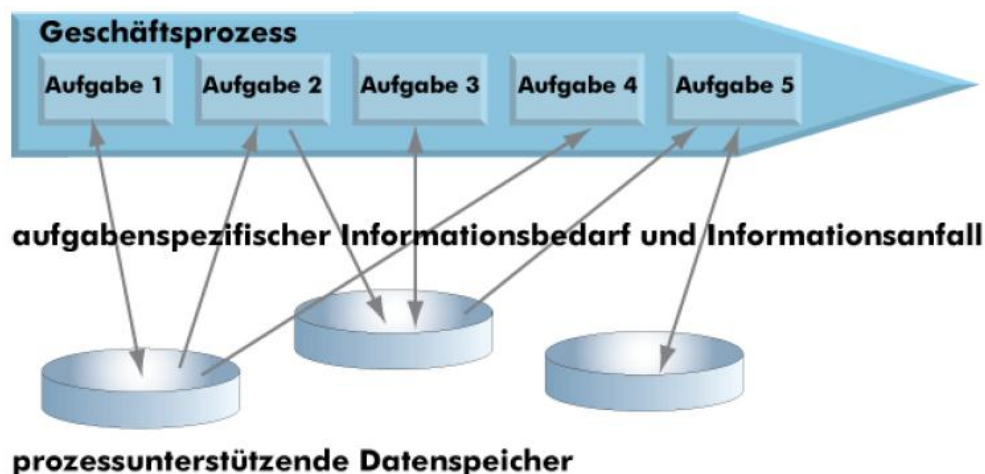 Geschäftsprozess
Aufgabe 1 Aufgabe 2 Aufgabe 3 Aufgabe 4 Aufgabe 5
aufgabenspezifischer Informationsbedarf und Informationsanfall
prozessunterstützende Datenspeicher